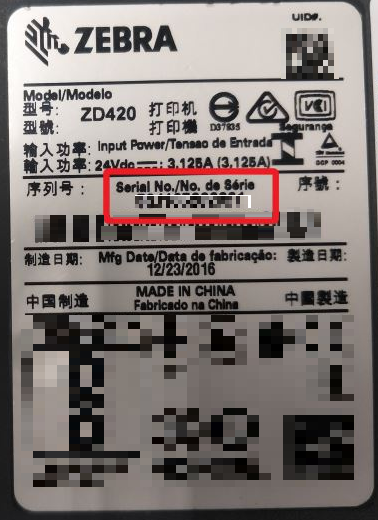 UID#.
ZEBRA
Model/Modelo
型号: ZD420 打印机
型號: 打印機
D37835
Segurança
输入功率: Input Power/Tensao de Entrada
輸入功率: 24Vdc 3.125A (3.125A)
序列号: Serial No./No. de Série 序號:
制造日期: Mfg Date/Data de fabricação: 製造日期:
12/23/2016
中国制造 MADE IN CHINA 中國製造
Fabricado na China